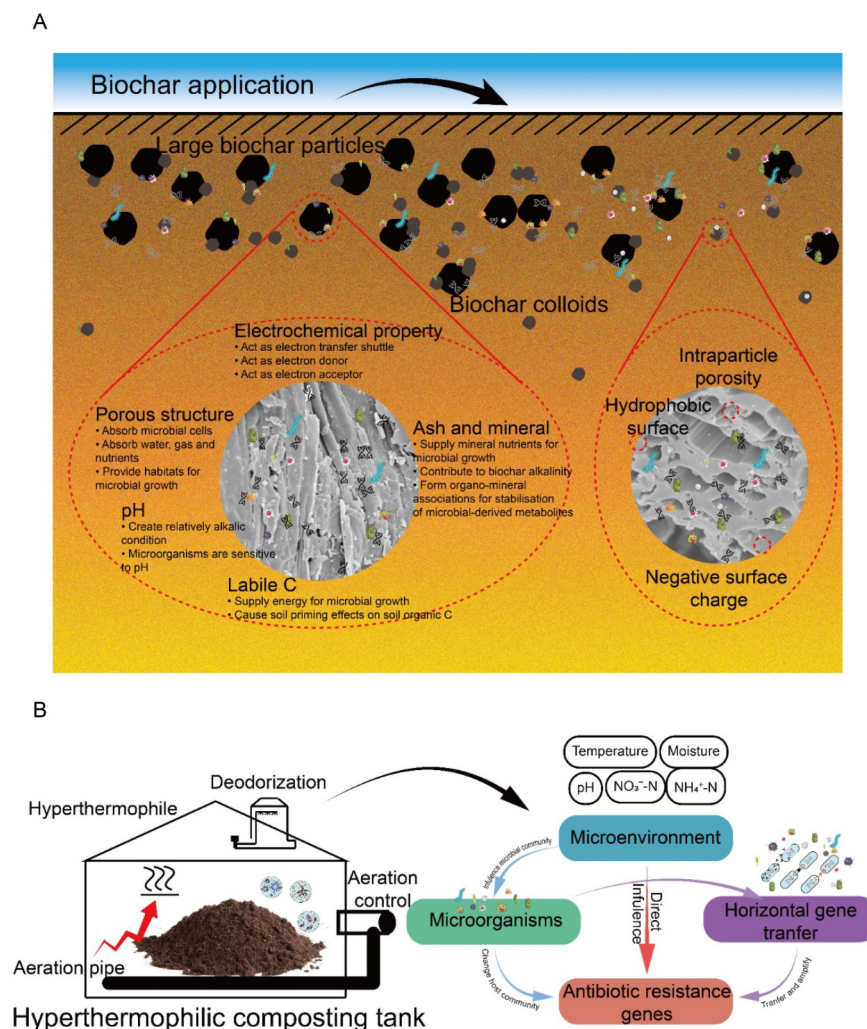 A
Biochar application
Large biochar particles
Biochar colloids
Electrochemical property
• Act as electron transfer shuttle
• Act as electron donor
• Act as electron acceptor
Porous structure
• Absorb microbial cells
• Absorb water, gas and
nutrients
• Provide habitats for
microbial growth
Ash and mineral
• Supply mineral nutrients for
microbial growth
• Contribute to biochar alkalinity
• Form organo-mineral
associations for stabilisation
of microbial-derived metabolites
pH
• Create relatively alkalic
condition
• Microorganisms are sensitive
to pH
Labile C
• Supply energy for microbial growth
• Cause soil priming effects on soil organic C
Intraparticle
porosity
Hydrophobic
surface
Negative surface
charge
B
Deodorization
Hyperthermophile
Aeration
control
Aeration pipe
Hyperthermophilic composting tank
Temperature
Moisture
pH
NO₃⁻-N
NH₄⁺-N
Microenvironment
Infulence microbial community
Microorganisms
Direct
Infulence
Horizontal gene
tranfer
Change host community
Tranfer and amplify
Antibiotic resistance
genes